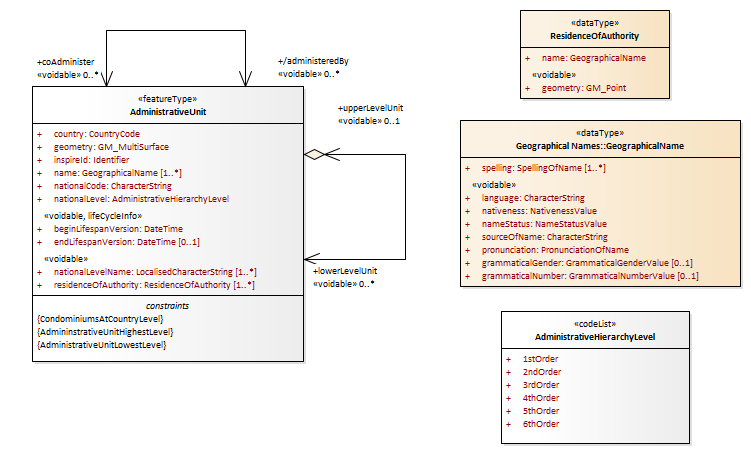 +coAdminister
«voidable» 0..*
+/administeredBy
«voidable» 0..*
«featureType»
AdministrativeUnit
+ country: CountryCode
+ geometry: GM_MultiSurface
+ inspireId: Identifier
+ name: GeographicalName [1..*]
+ nationalCode: CharacterString
+ nationalLevel: AdministrativeHierarchyLevel
«voidable, lifeCycleInfo»
+ beginLifespanVersion: DateTime
+ endLifespanVersion: DateTime [0..1]
«voidable»
+ nationalLevelName: LocalisedCharacterString [1..*]
+ residenceOfAuthority: ResidenceOfAuthority [1..*]
constraints
{CondominiumsAtCountryLevel}
{AdmininstrativeUnitHighestLevel}
{AdministrativeUnitLowestLevel}
+upperLevelUnit
«voidable» 0..1
+lowerLevelUnit
«voidable» 0..*
«dataType»
ResidenceOfAuthority
+ name: GeographicalName
«voidable»
+ geometry: GM_Point
«dataType»
Geographical Names::GeographicalName
+ spelling: SpellingOfName [1..*]
«voidable»
+ language: CharacterString
+ nativeness: NativenessValue
+ nameStatus: NameStatusValue
+ sourceOfName: CharacterString
+ pronunciation: PronunciationOfName
+ grammaticalGender: GrammaticalGenderValue [0..1]
+ grammaticalNumber: GrammaticalNumberValue [0..1]
«codeList»
AdministrativeHierarchyLevel
+ 1stOrder
+ 2ndOrder
+ 3rdOrder
+ 4thOrder
+ 5thOrder
+ 6thOrder